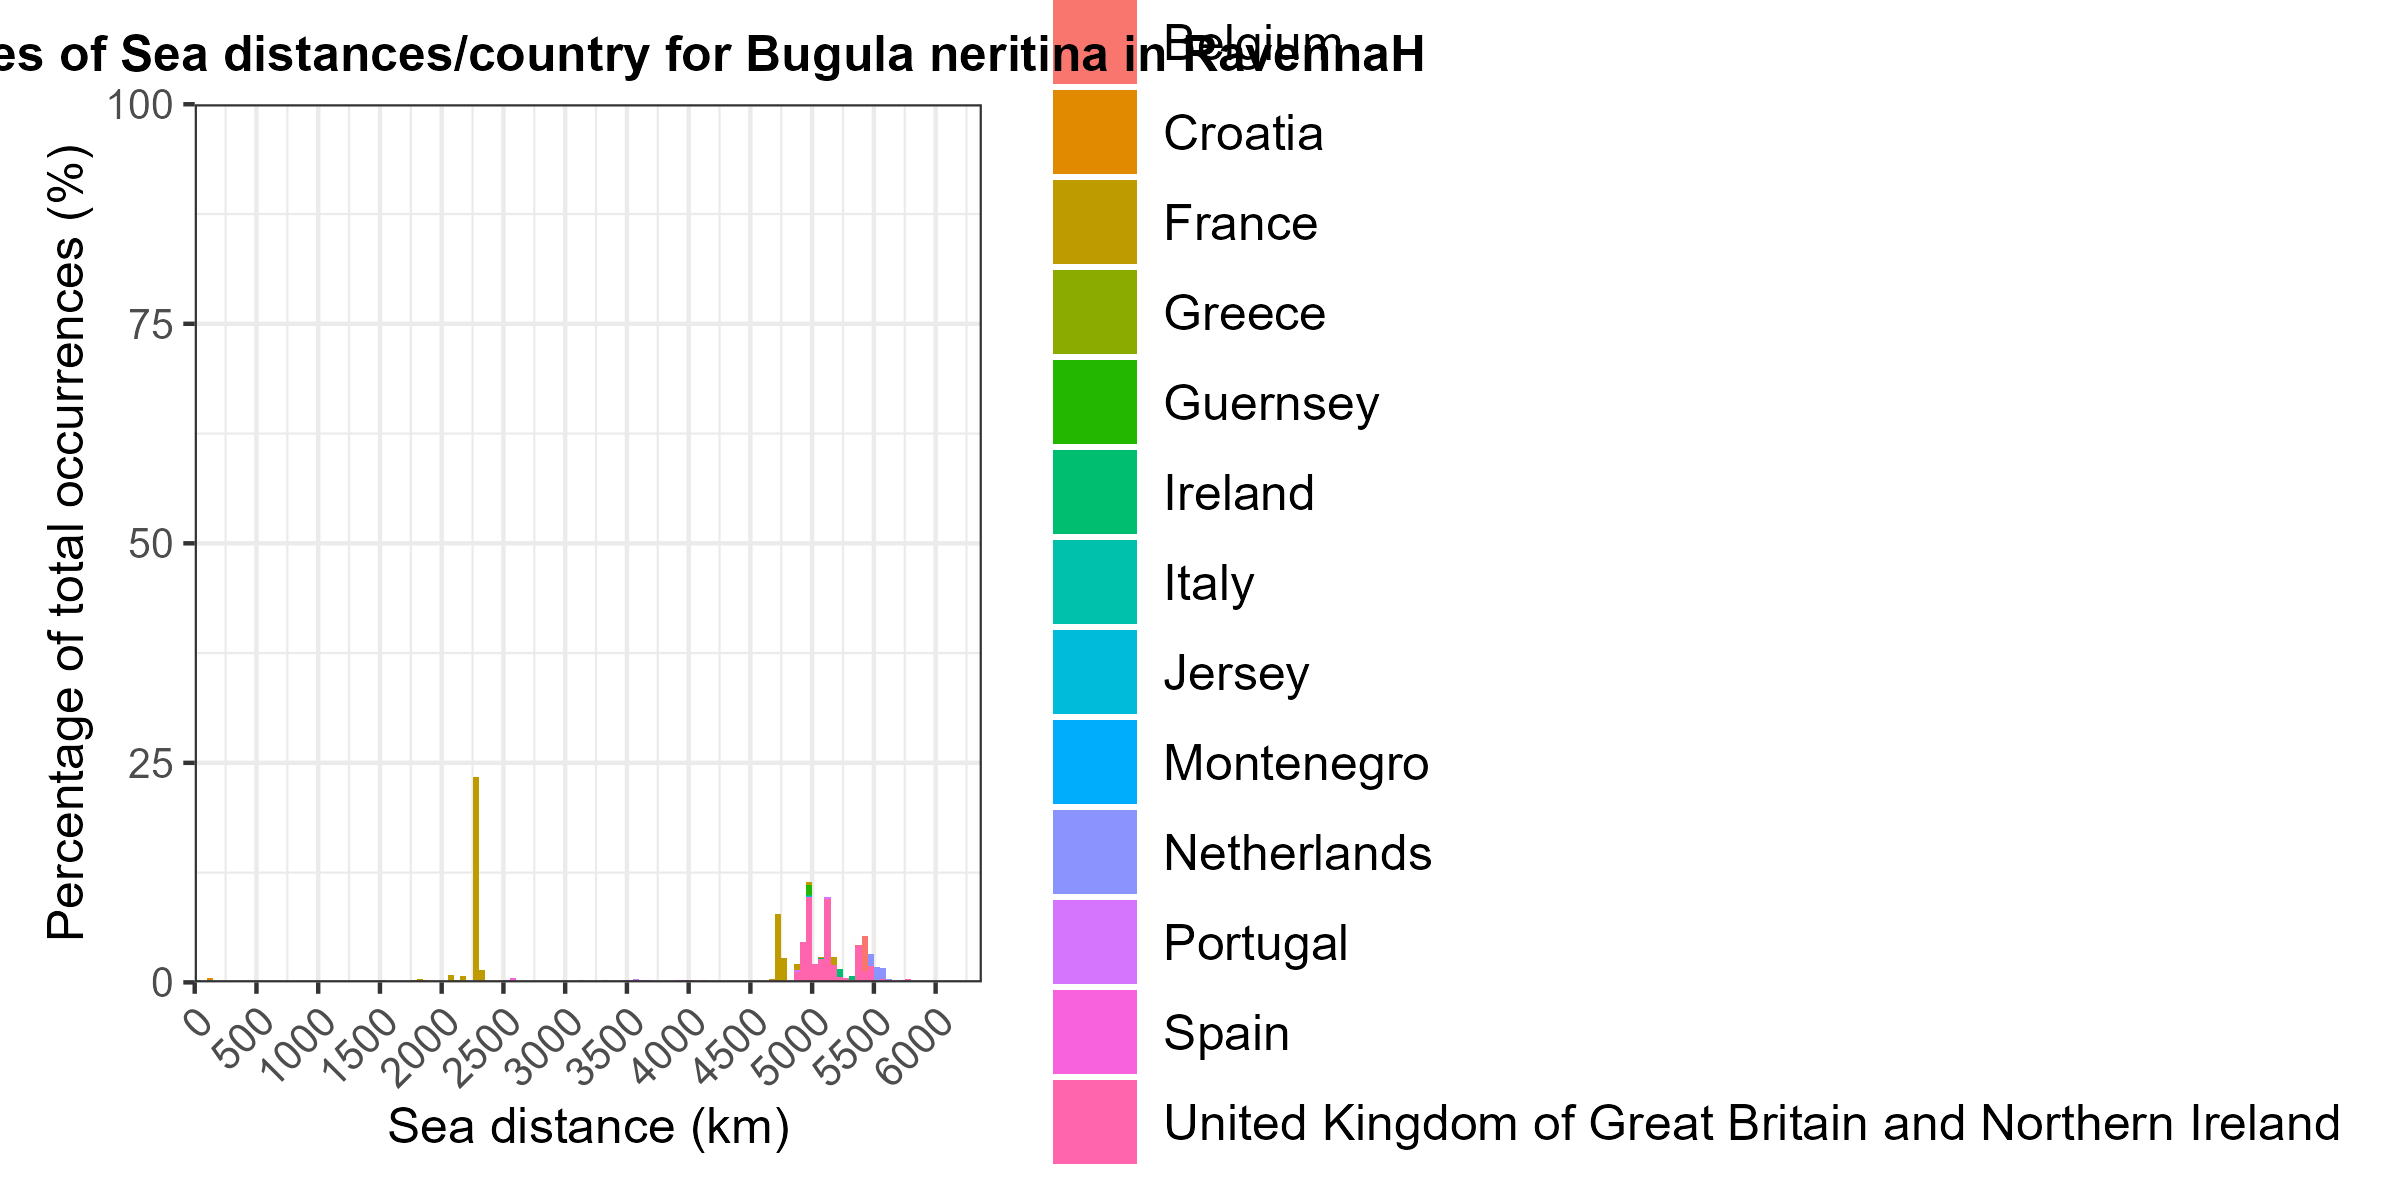 es of Sea distances/country for Bugula neritina in RavennaH
Percentage of total occurrences (%)
100
75
50
25
0
0
500
1000
1500
2000
2500
3000
3500
4000
4500
5000
5500
6000
Sea distance (km)
Belgium
Croatia
France
Greece
Guernsey
Ireland
Italy
Jersey
Montenegro
Netherlands
Portugal
Spain
United Kingdom of Great Britain and Northern Ireland